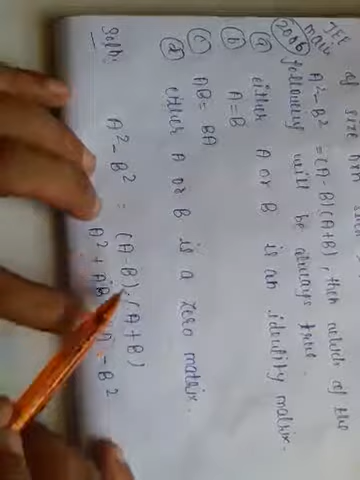 JEE of size
main
2006 A² - B² = (A-B)(A+B), then which of the
following will be always true.
(a) either A or B is an identity matrix.
(b) A = B
(c) AB = BA
(d) either A or B is a zero matrix.
Solⁿ: A² - B² = (A-B).(A+B)
A² + AB - B²